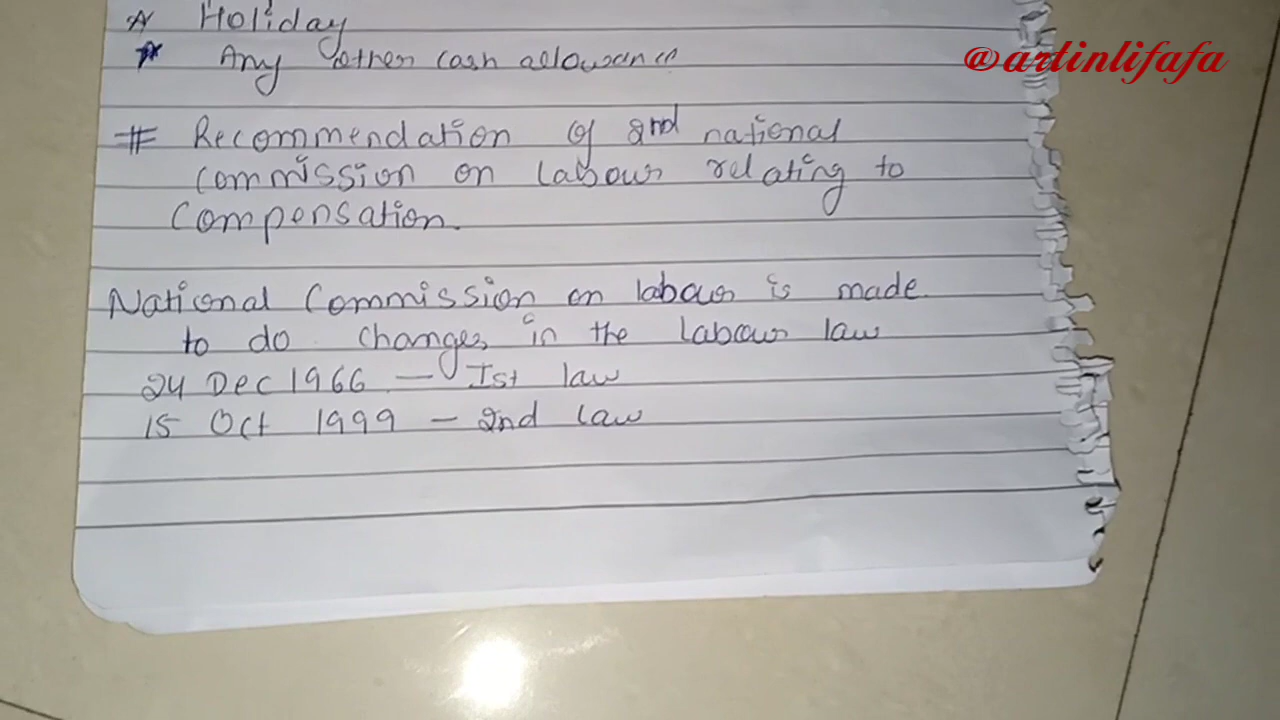 ☆ Holiday
@artinlifafa
★ Any other cash allowance
# Recommendation of 2nd national
commission on labour relating to
compensation.
National Commission on labour is made
to do changes in the labour law
24 Dec 1966 — Ist law
15 Oct 1999 — 2nd law